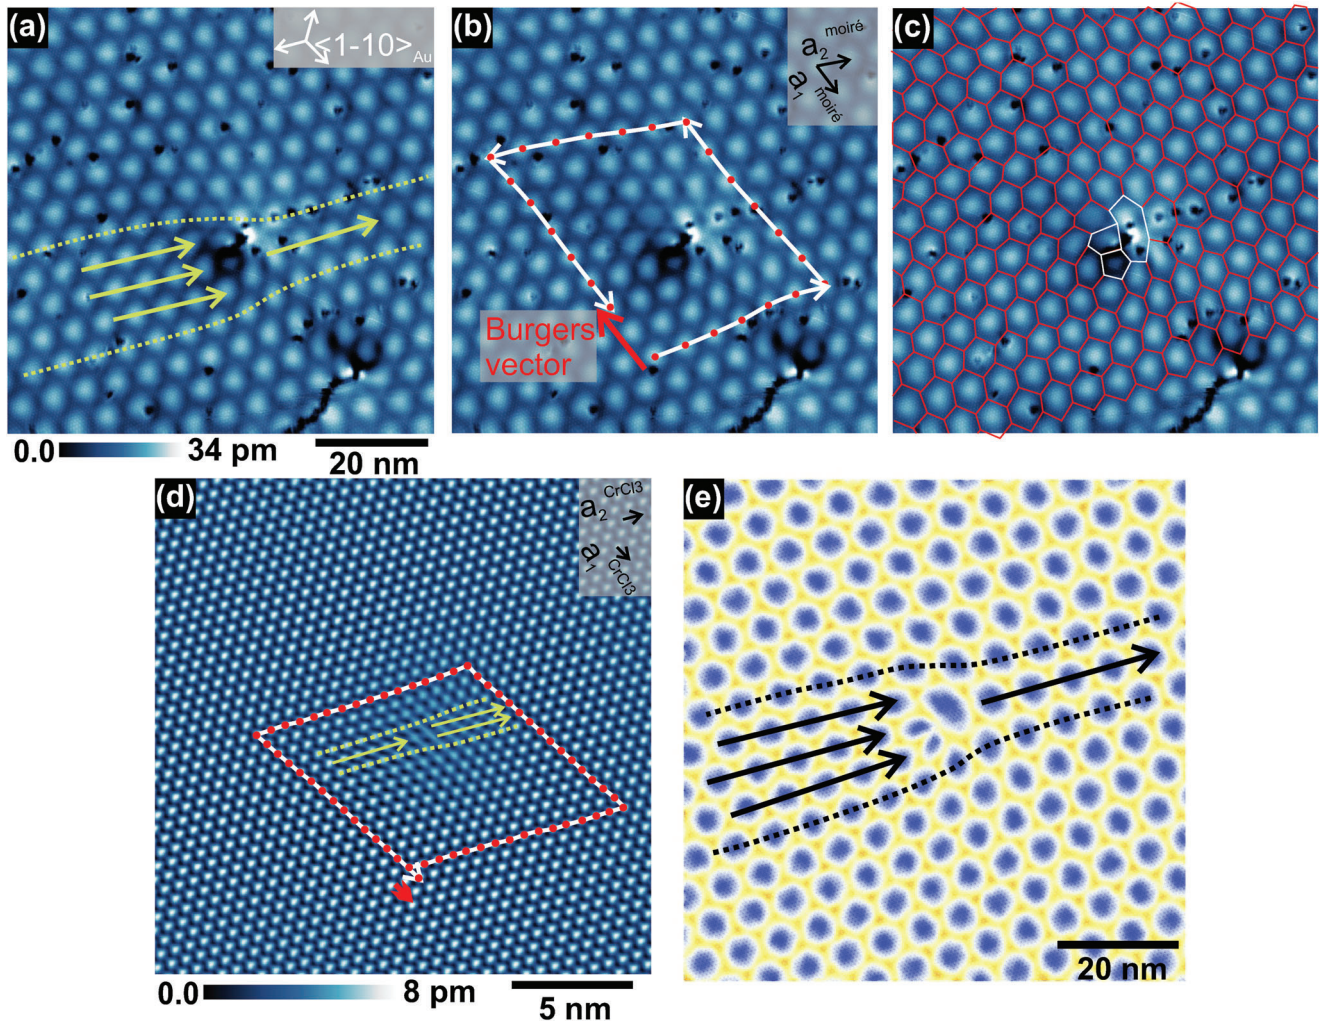 (a)
<1-10> Au
(b)
a2 moiré
a1 moiré
Burgers
vector
(c)
0.0 34 pm
20 nm
(d)
a2 CrCl3
a1 CrCl3
0.0 8 pm
5 nm
(e)
20 nm